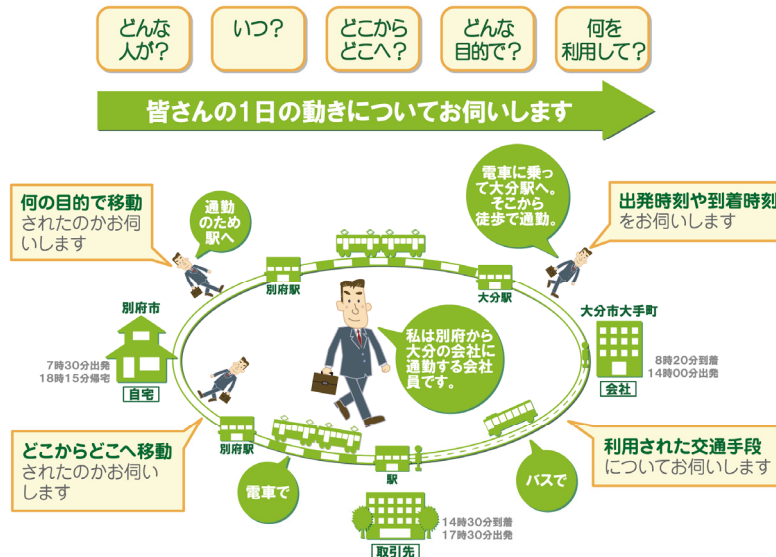 どんな
人が？
いつ？
どこから
どこへ？
どんな
目的で？
何を
利用して？
皆さんの1日の動きについてお伺いします
何の目的で移動
されたのかお伺
いします
通勤
のため
駅へ
電車に乗っ
て大分駅へ。
そこから
徒歩で通勤。
出発時刻や到着時刻
をお伺いします
別府駅
大分駅
別府市
7時30分出発
18時15分帰宅
自宅
私は別府から
大分の会社に
通勤する会社
員です。
大分市大手町
8時20分到着
14時00分出発
会社
どこからどこへ移動
されたのかお伺い
します
別府駅
電車で
駅
バスで
利用された交通手段
についてお伺いします
14時30分到着
17時30分出発
取引先